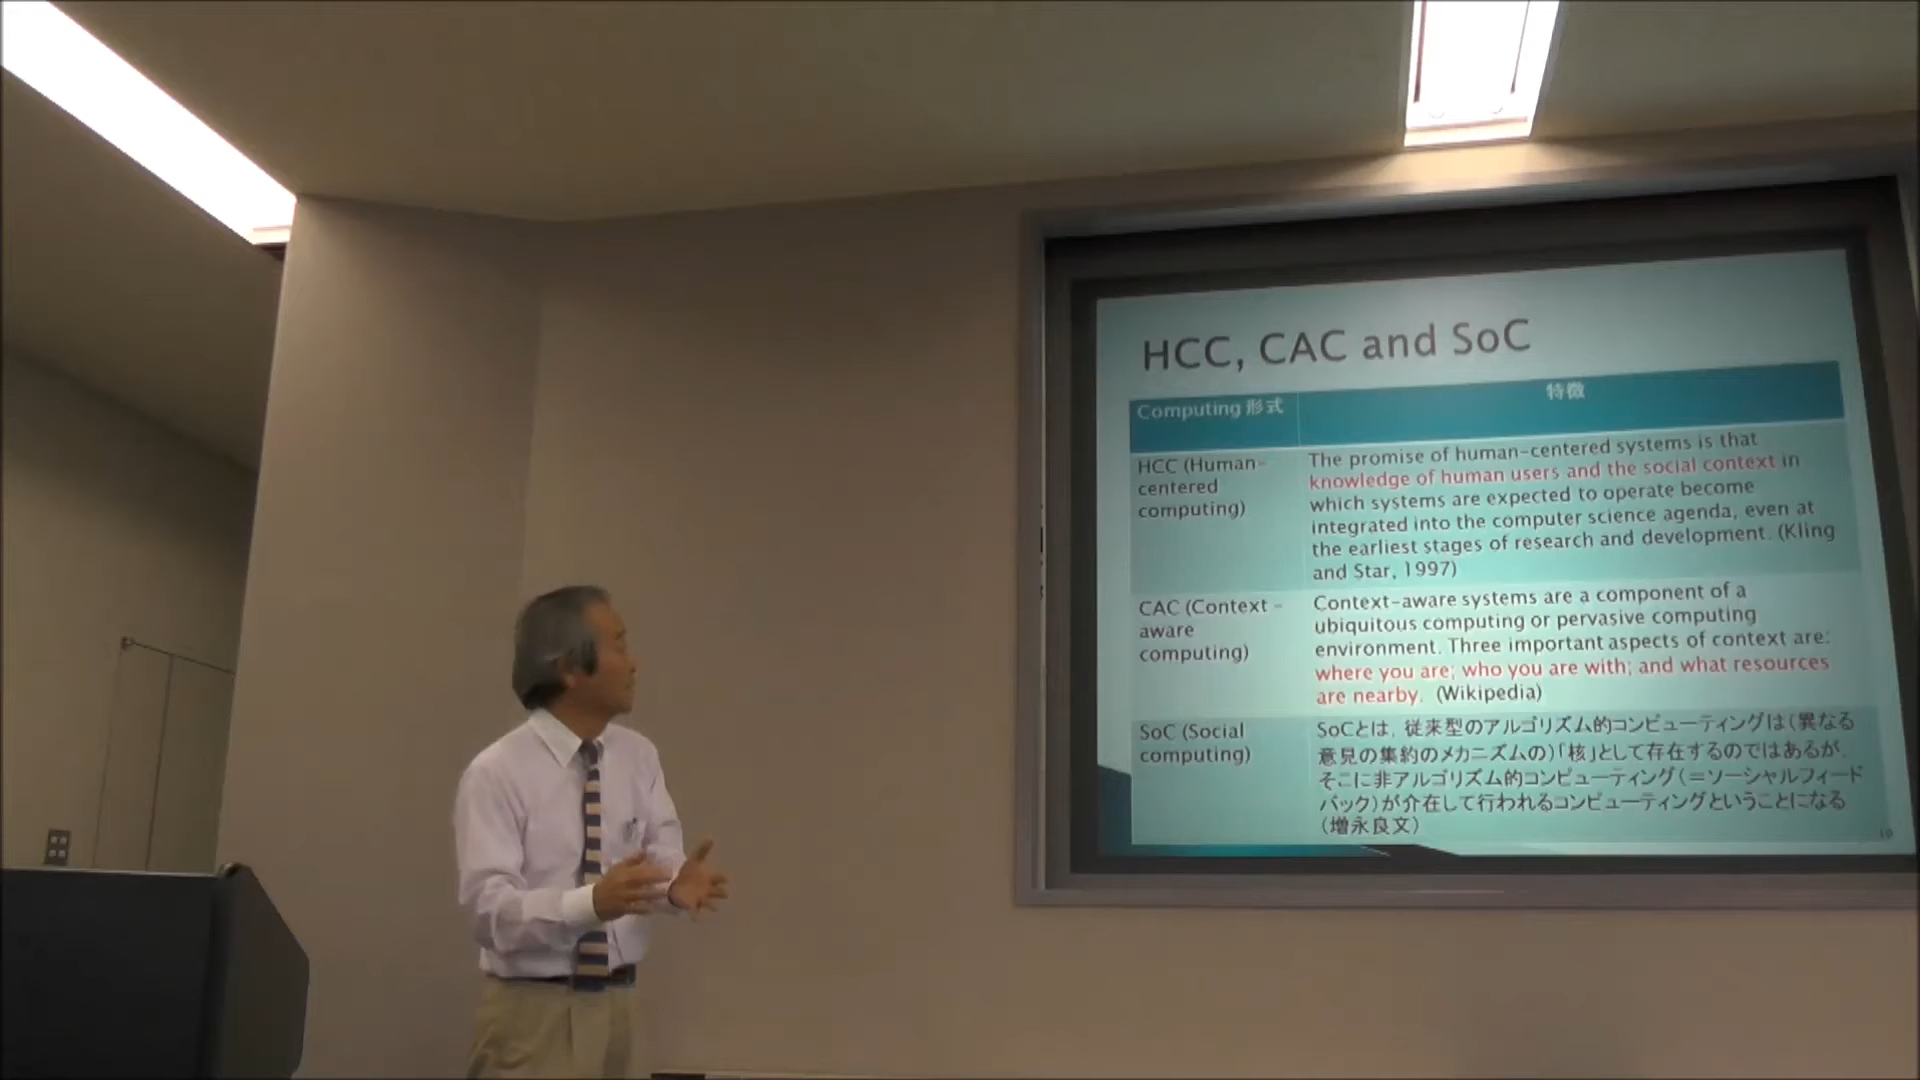 HCC, CAC and SoC
Computing 形式
特徴
HCC (Human-
centered
computing)
The promise of human-centered systems is that
knowledge of human users and the social context in
which systems are expected to operate become
integrated into the computer science agenda, even at
the earliest stages of research and development. (Kling
and Star, 1997)
CAC (Context -
aware
computing)
Context-aware systems are a component of a
ubiquitous computing or pervasive computing
environment. Three important aspects of context are:
where you are; who you are with; and what resources
are nearby. (Wikipedia)
SoC (Social
computing)
SoCとは, 従来型のアルゴリズム的コンピューティングは(異なる
意見の集約のメカニズムの)「核」として存在するのではあるが,
そこに非アルゴリズム的コンピューティング(=ソーシャルフィード
バック)が介在して行われるコンピューティングということになる
(増永良文)
10